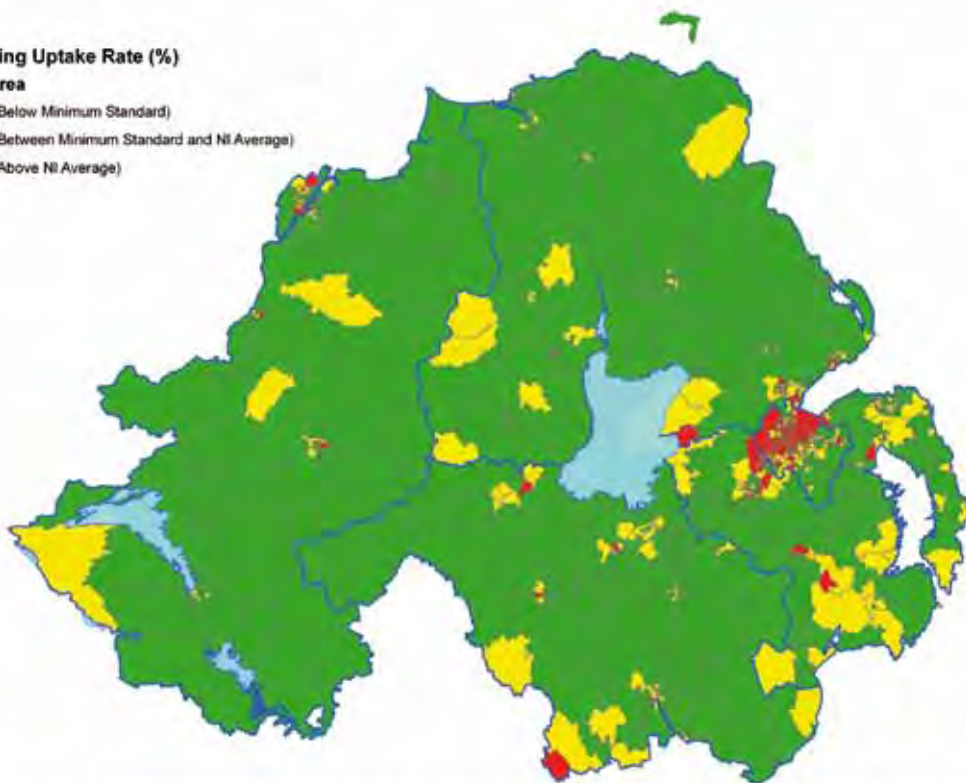 ing Uptake Rate (%)
rea
Below Minimum Standard)
Between Minimum Standard and NI Average)
Above NI Average)